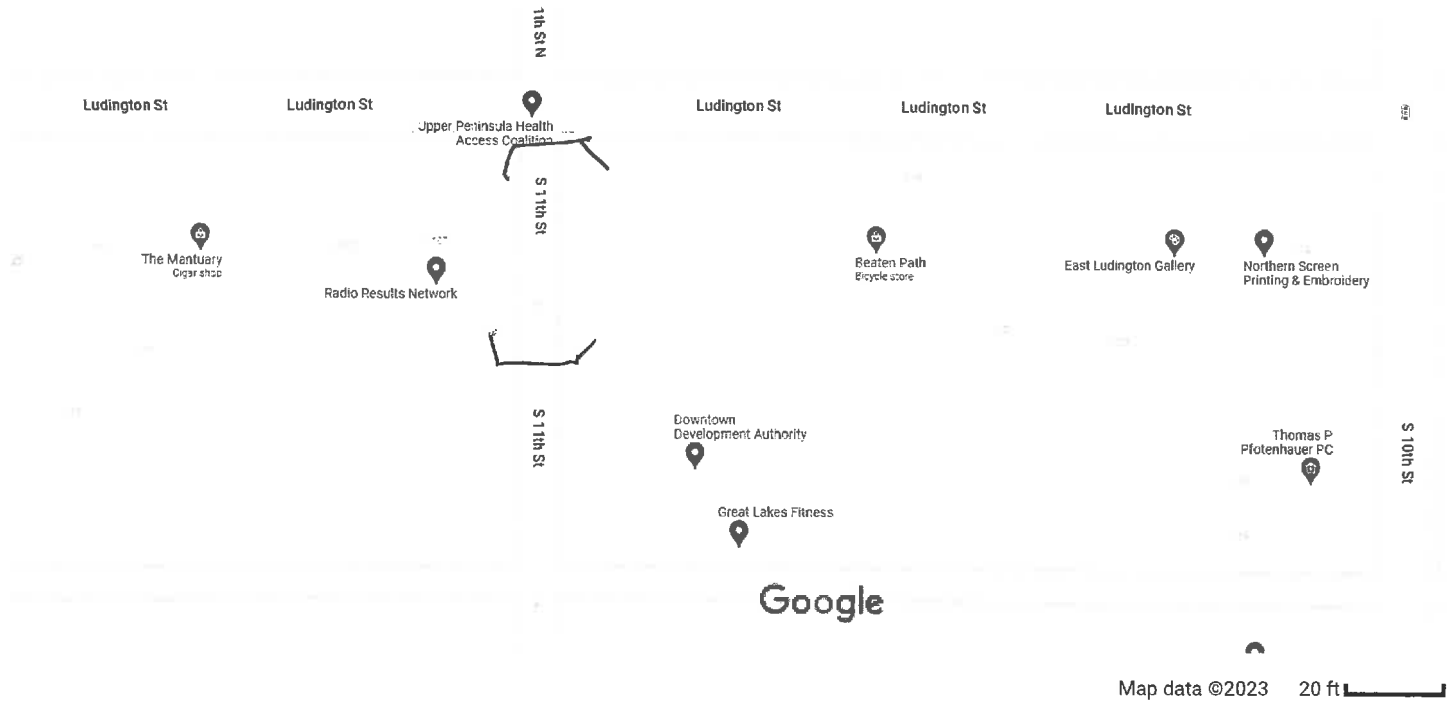 1th St N
Ludington St
Ludington St
Ludington St
Ludington St
Ludington St
Upper Peninsula Health
Access Coalition
S 11th St
The Mantuary
Cigar shop
Radio Results Network
Beaten Path
Bicycle store
East Ludington Gallery
Northern Screen
Printing & Embroidery
S 11th St
Downtown
Development Authority
Thomas P
Pfotenhauer PC
S 10th St
Great Lakes Fitness
Google
Map data ©2023
20 ft